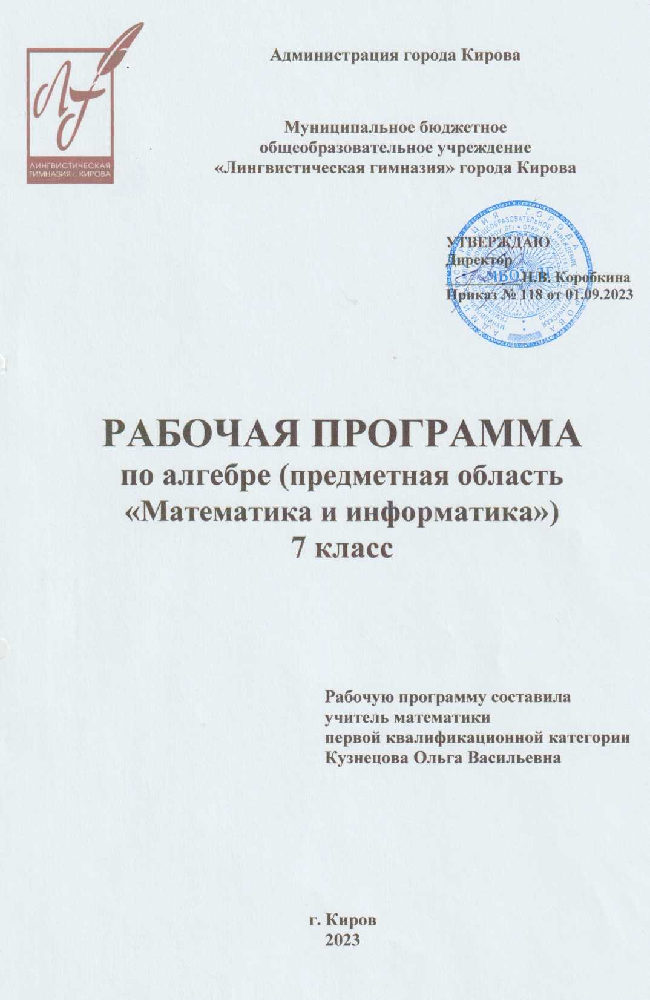 ЛИНГВИСТИЧЕСКАЯ
ГИМНАЗИЯ г. КИРОВА
Администрация города Кирова
Муниципальное бюджетное
общеобразовательное учреждение
«Лингвистическая гимназия» города Кирова
УТВЕРЖДАЮ
Директор
МБОУ ЛГ
Н.В. Коробкина
Приказ № 118 от 01.09.2023
РАБОЧАЯ ПРОГРАММА
по алгебре (предметная область
«Математика и информатика»)
7 класс
Рабочую программу составила
учитель математики
первой квалификационной категории
Кузнецова Ольга Васильевна
г. Киров
2023